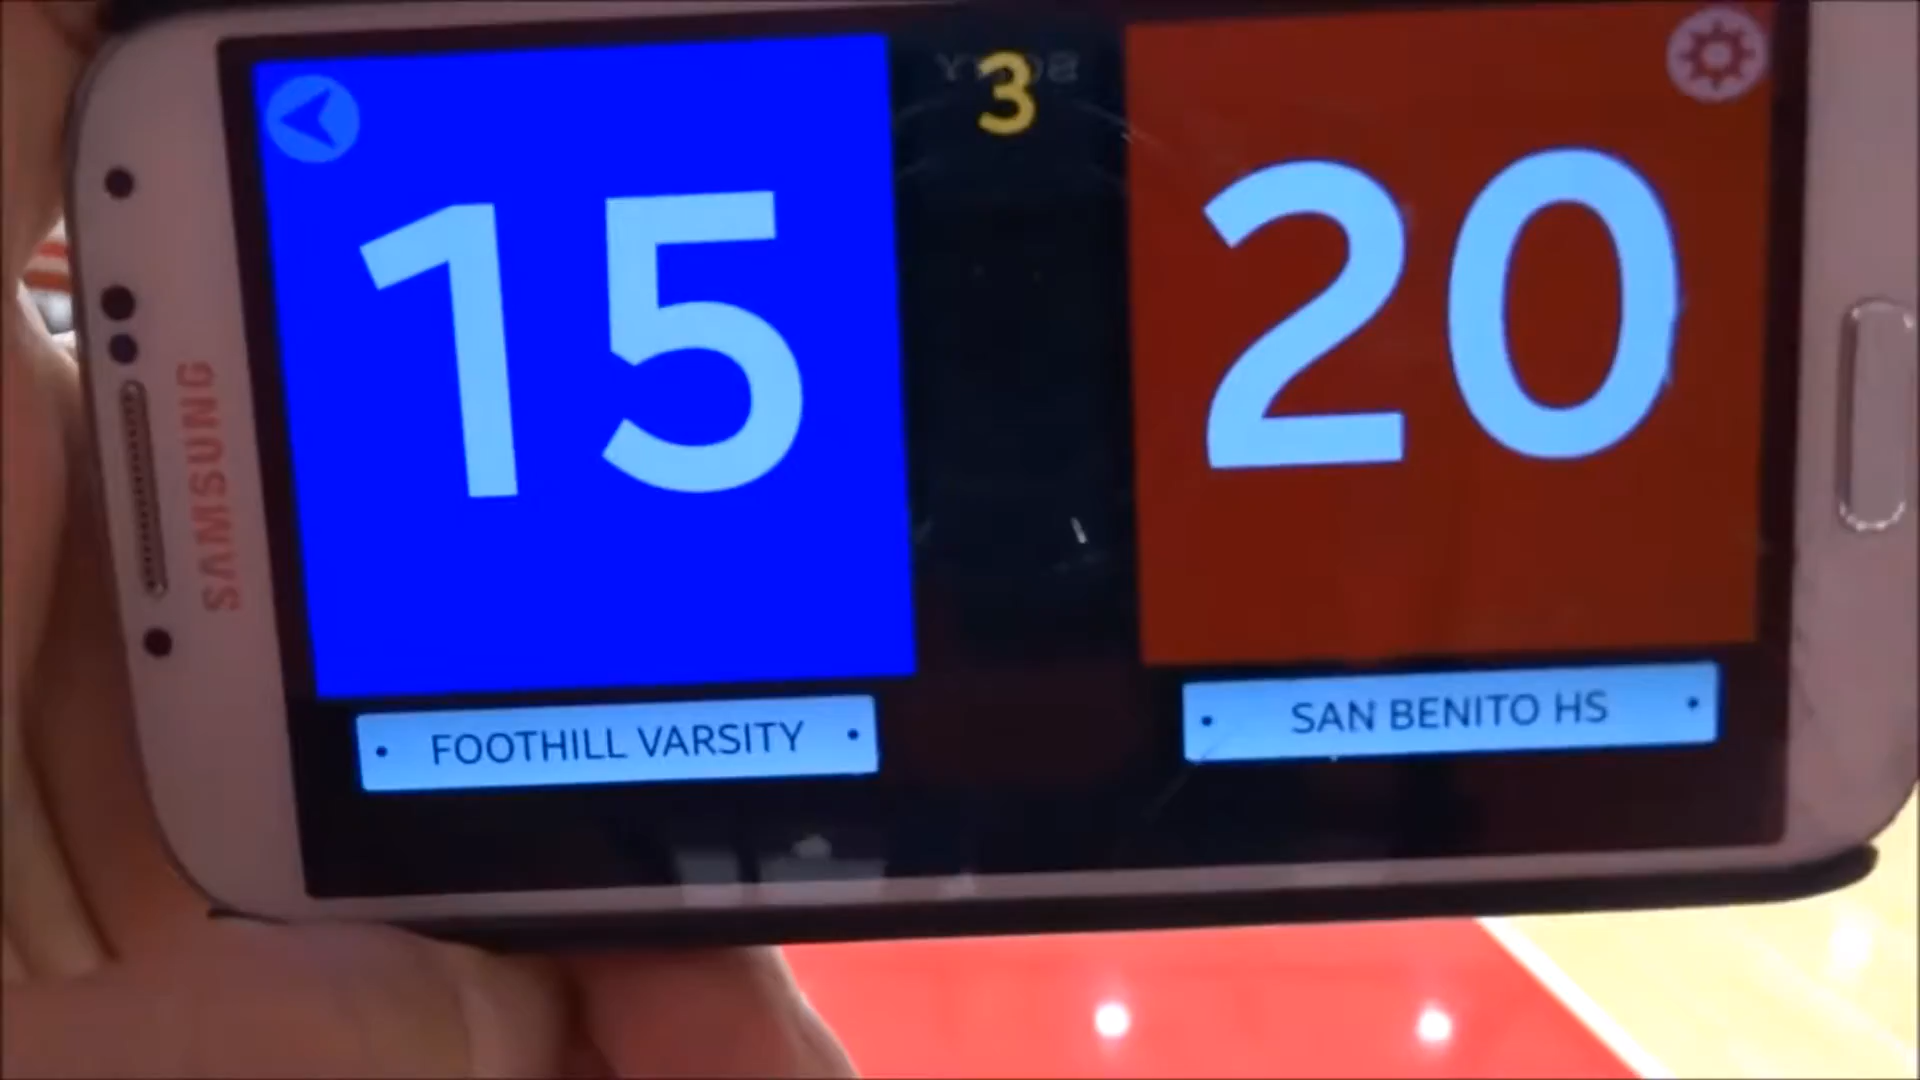 3
15
20
SAMSUNG
FOOTHILL VARSITY
SAN BENITO HS